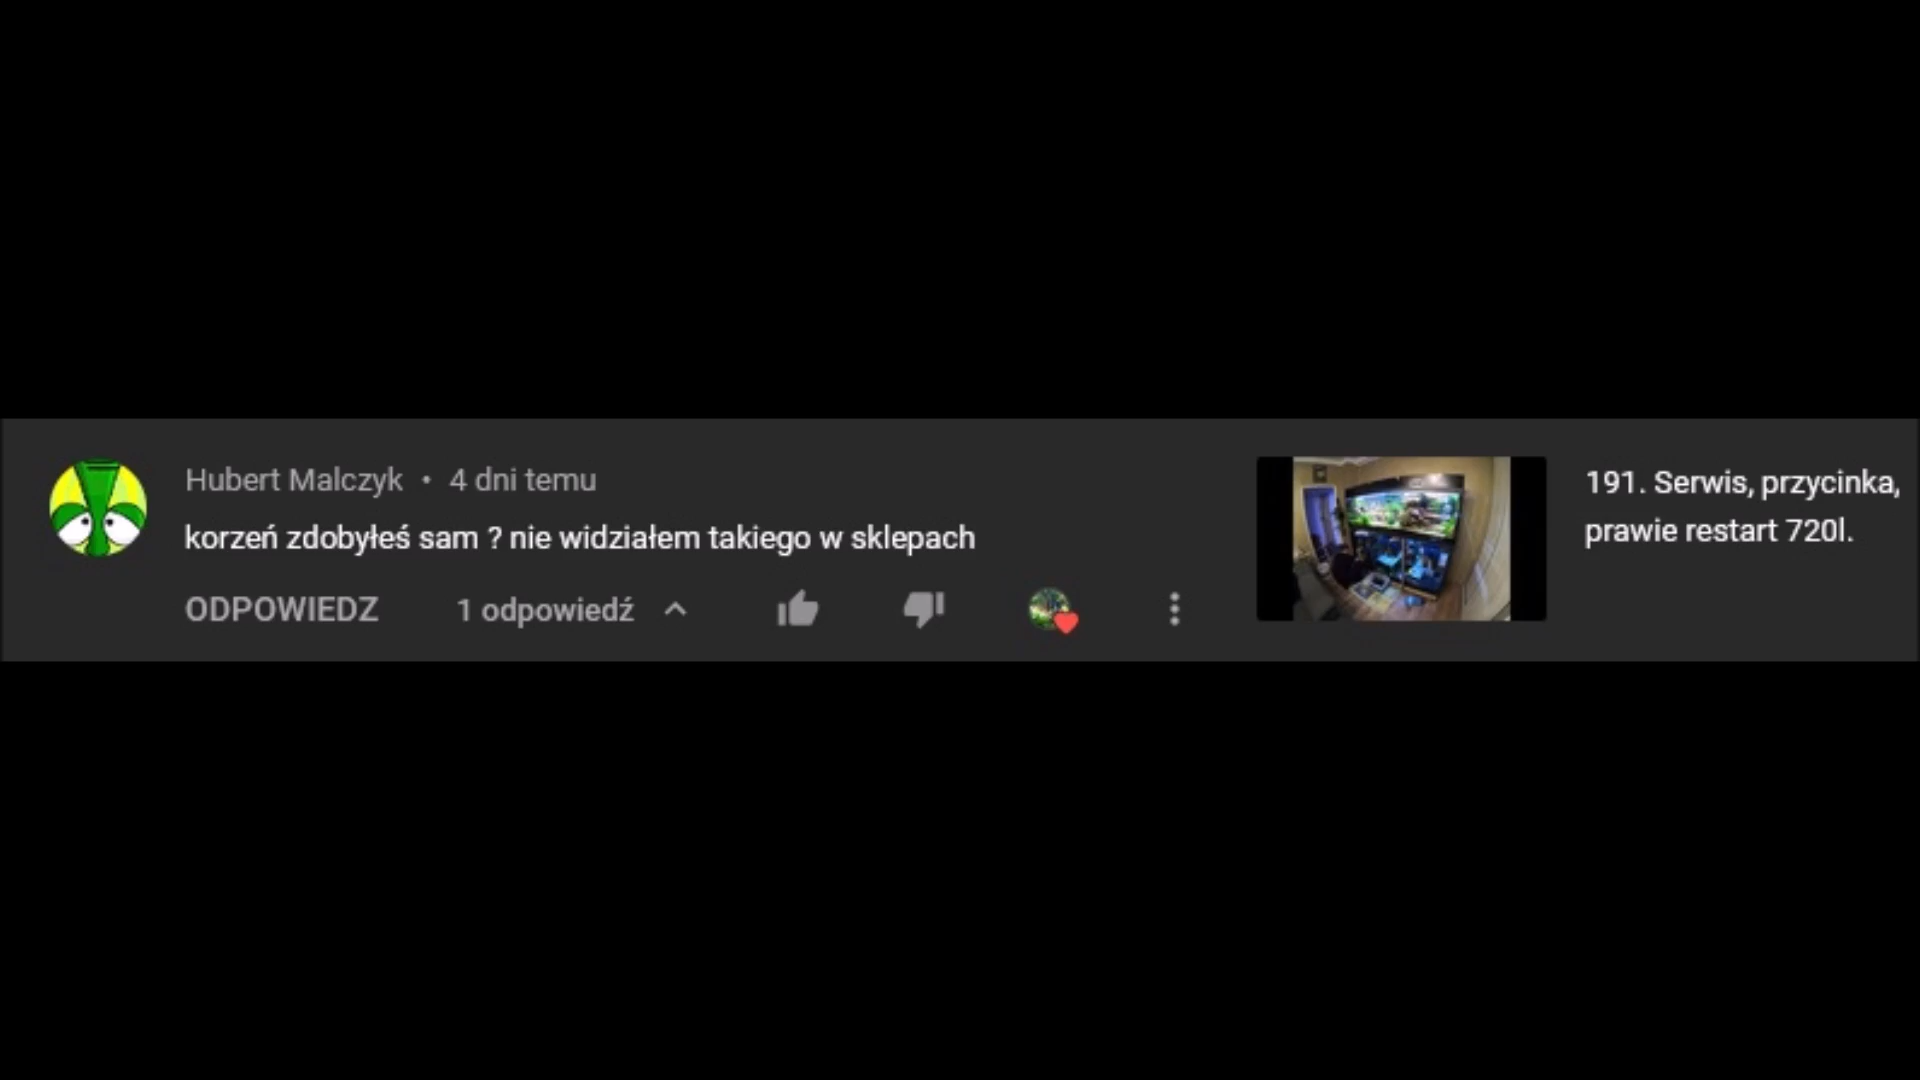 Hubert Malczyk • 4 dni temu
korzeń zdobyłeś sam ? nie widziałem takiego w sklepach
ODPOWIEDZ 1 odpowiedź
191. Serwis, przycinka,
prawie restart 720l.